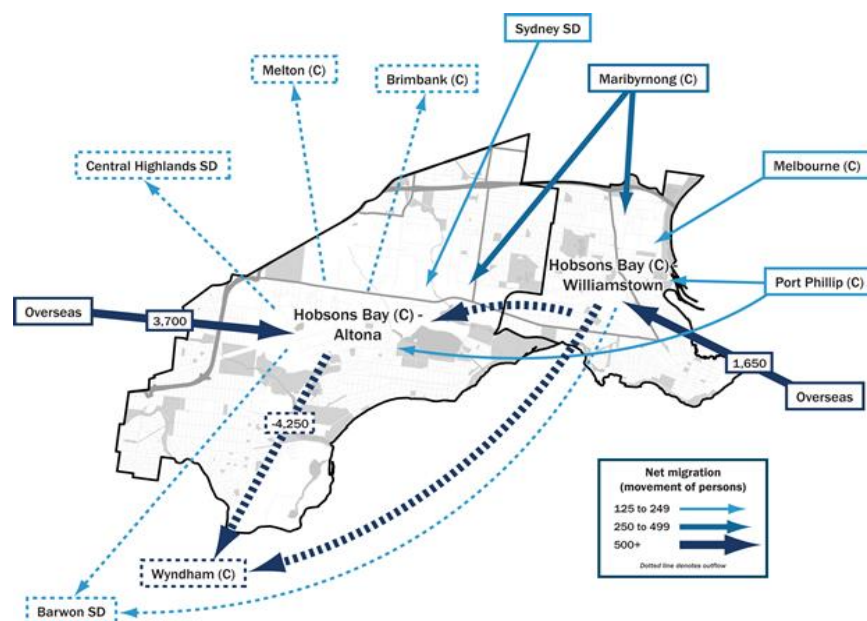 Sydney SD
Melton (C)
Brimbank (C)
Maribyrnong (C)
Central Highlands SD
Melbourne (C)
Hobsons Bay (C) -
Williamstown
Port Phillip (C)
Overseas
3,700
Hobsons Bay (C) -
Altona
1,650
Overseas
-4,250
Net migration
(movement of persons)
125 to 249
250 to 499
500+
Dotted line denotes outflow
Wyndham (C)
Barwon SD